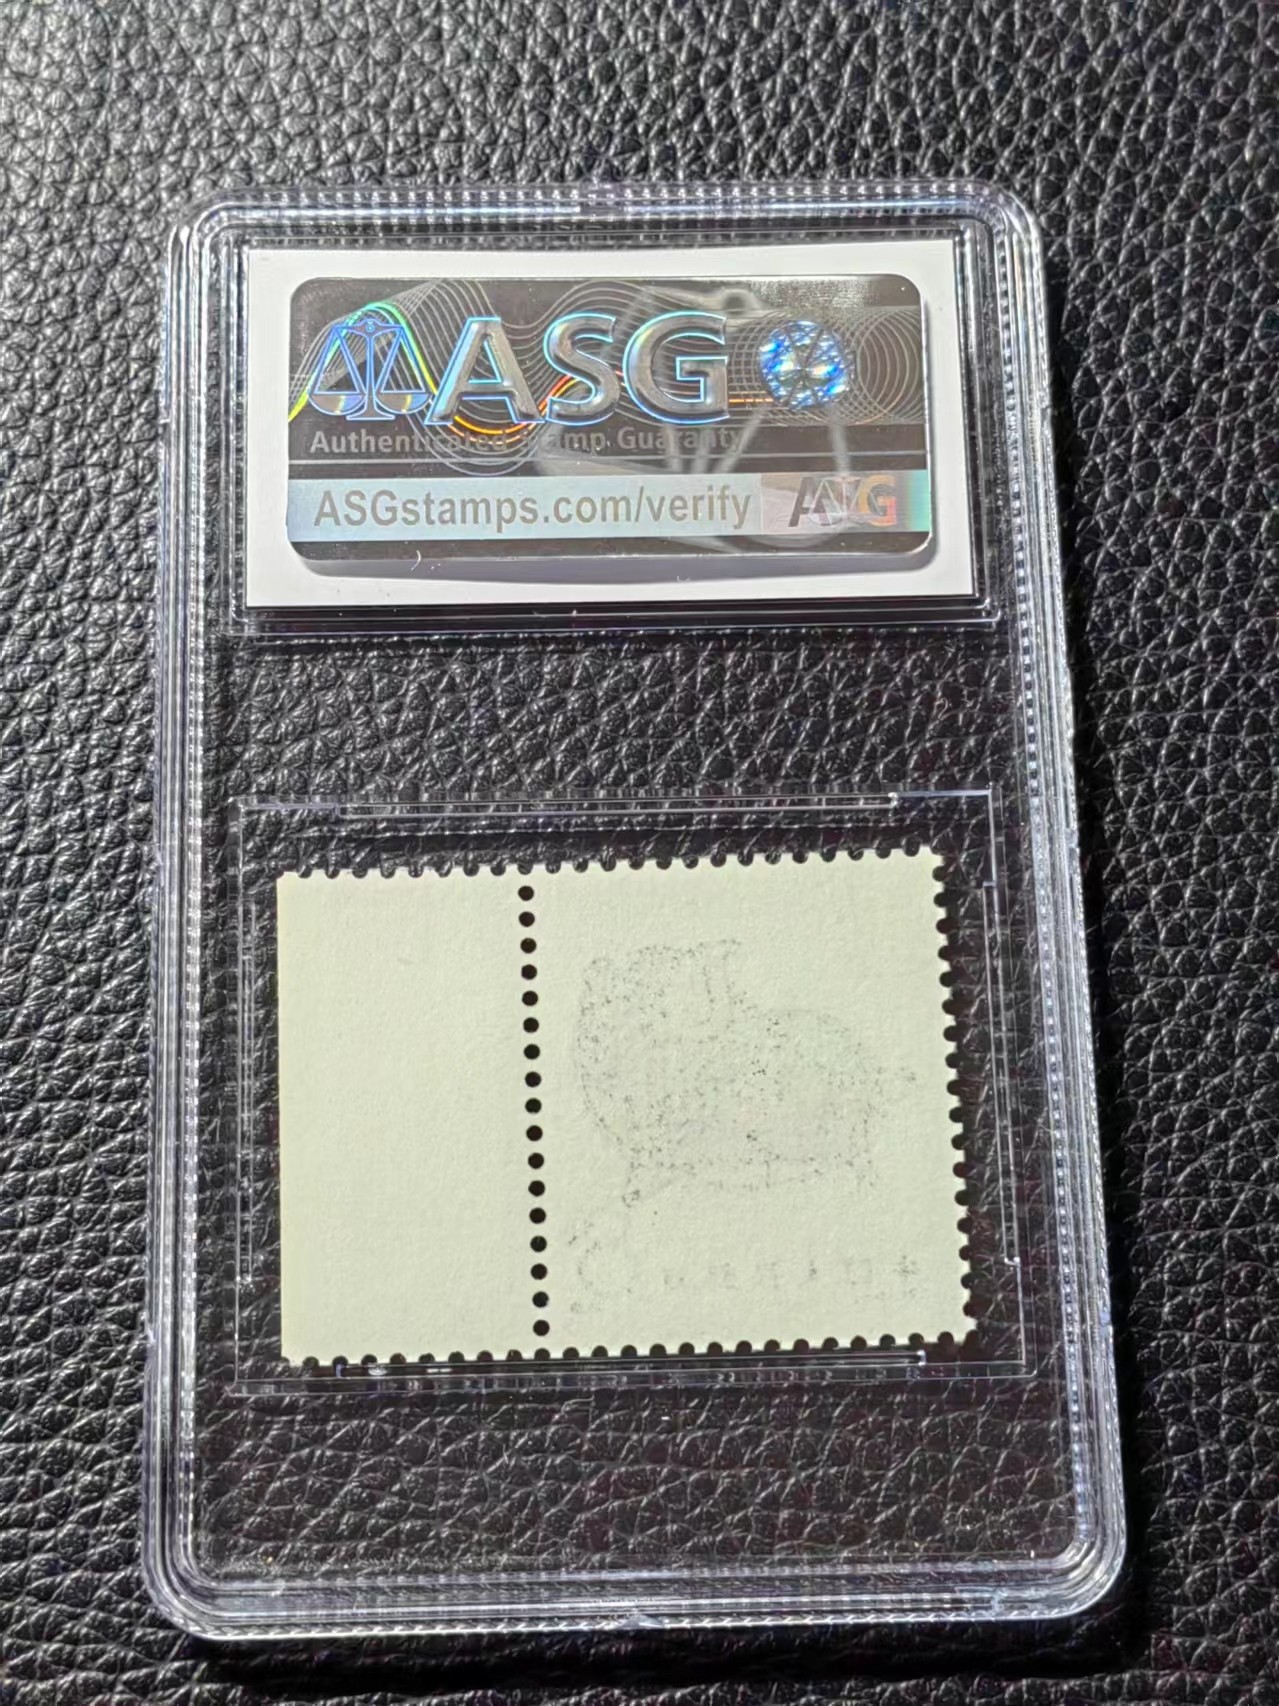 ASG
Authenticated Stamp Guaranty
ASGstamps.com/verify ASG